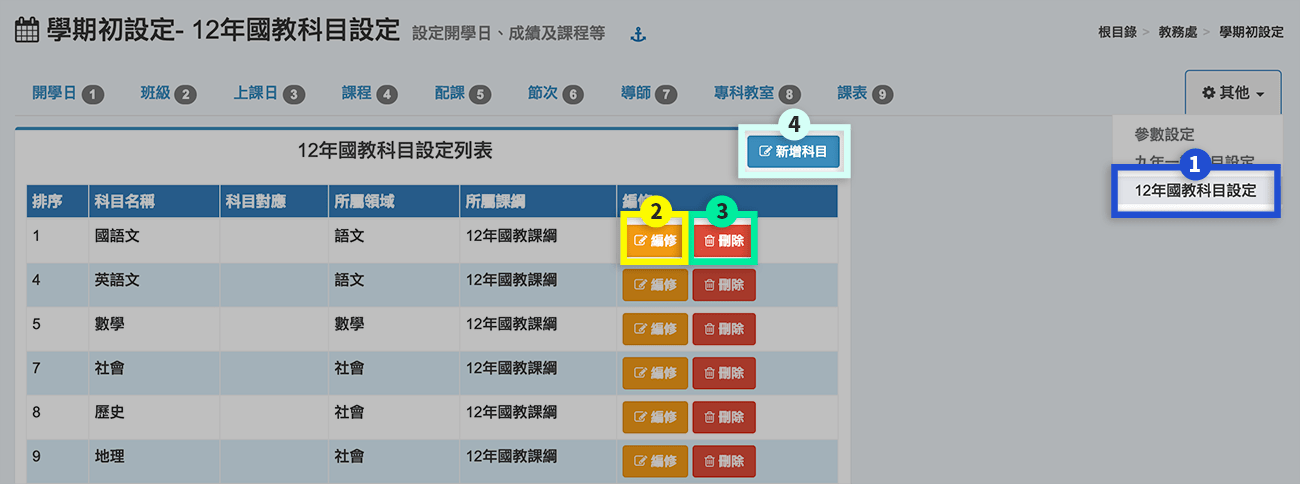 學期初設定- 12年國教科目設定 設定開學日、成績及課程等
根目錄 > 教務處 > 學期初設定
開學日 1 班級 2 上課日 3 課程 4 配課 5 節次 6 導師 7 專科教室 8 課表 9 其他
參數設定
目設定
1
12年國教科目設定
4
12年國教科目設定列表 新增科目
排序 科目名稱 科目對應 所屬領域 所屬課綱
2 3
1 國語文 語文 12年國教課綱 編修 刪除
4 英語文 語文 12年國教課綱 編修 刪除
5 數學 數學 12年國教課綱 編修 刪除
7 社會 社會 12年國教課綱 編修 刪除
8 歷史 社會 12年國教課綱 編修 刪除
9 地理 社會 12年國教課綱 編修 刪除